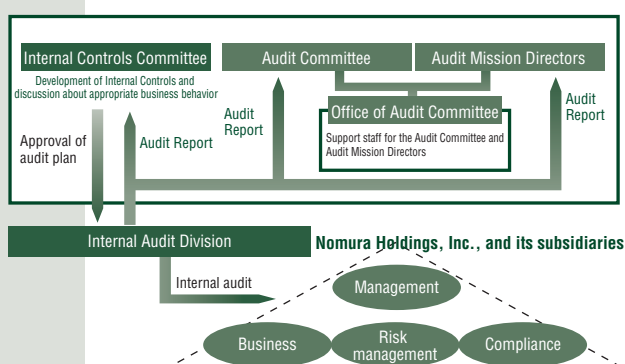 Internal Controls Committee
Development of Internal Controls and
discussion about appropriate business behavior
Audit Committee
Audit Mission Directors
Office of Audit Committee
Support staff for the Audit Committee and
Audit Mission Directors
Approval of
audit plan
Audit Report
Audit
Report
Audit
Report
Internal Audit Division
Nomura Holdings, Inc., and its subsidiaries
Internal audit
Management
Business
Risk
management
Compliance